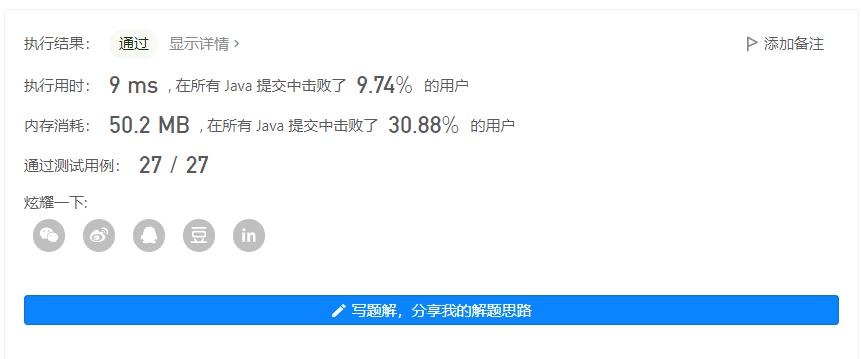 执行结果： 通过 显示详情 > 添加备注
执行用时： 9 ms , 在所有 Java 提交中击败了 9.74% 的用户
内存消耗： 50.2 MB , 在所有 Java 提交中击败了 30.88% 的用户
通过测试用例： 27 / 27
炫耀一下:
豆 in
写题解，分享我的解题思路